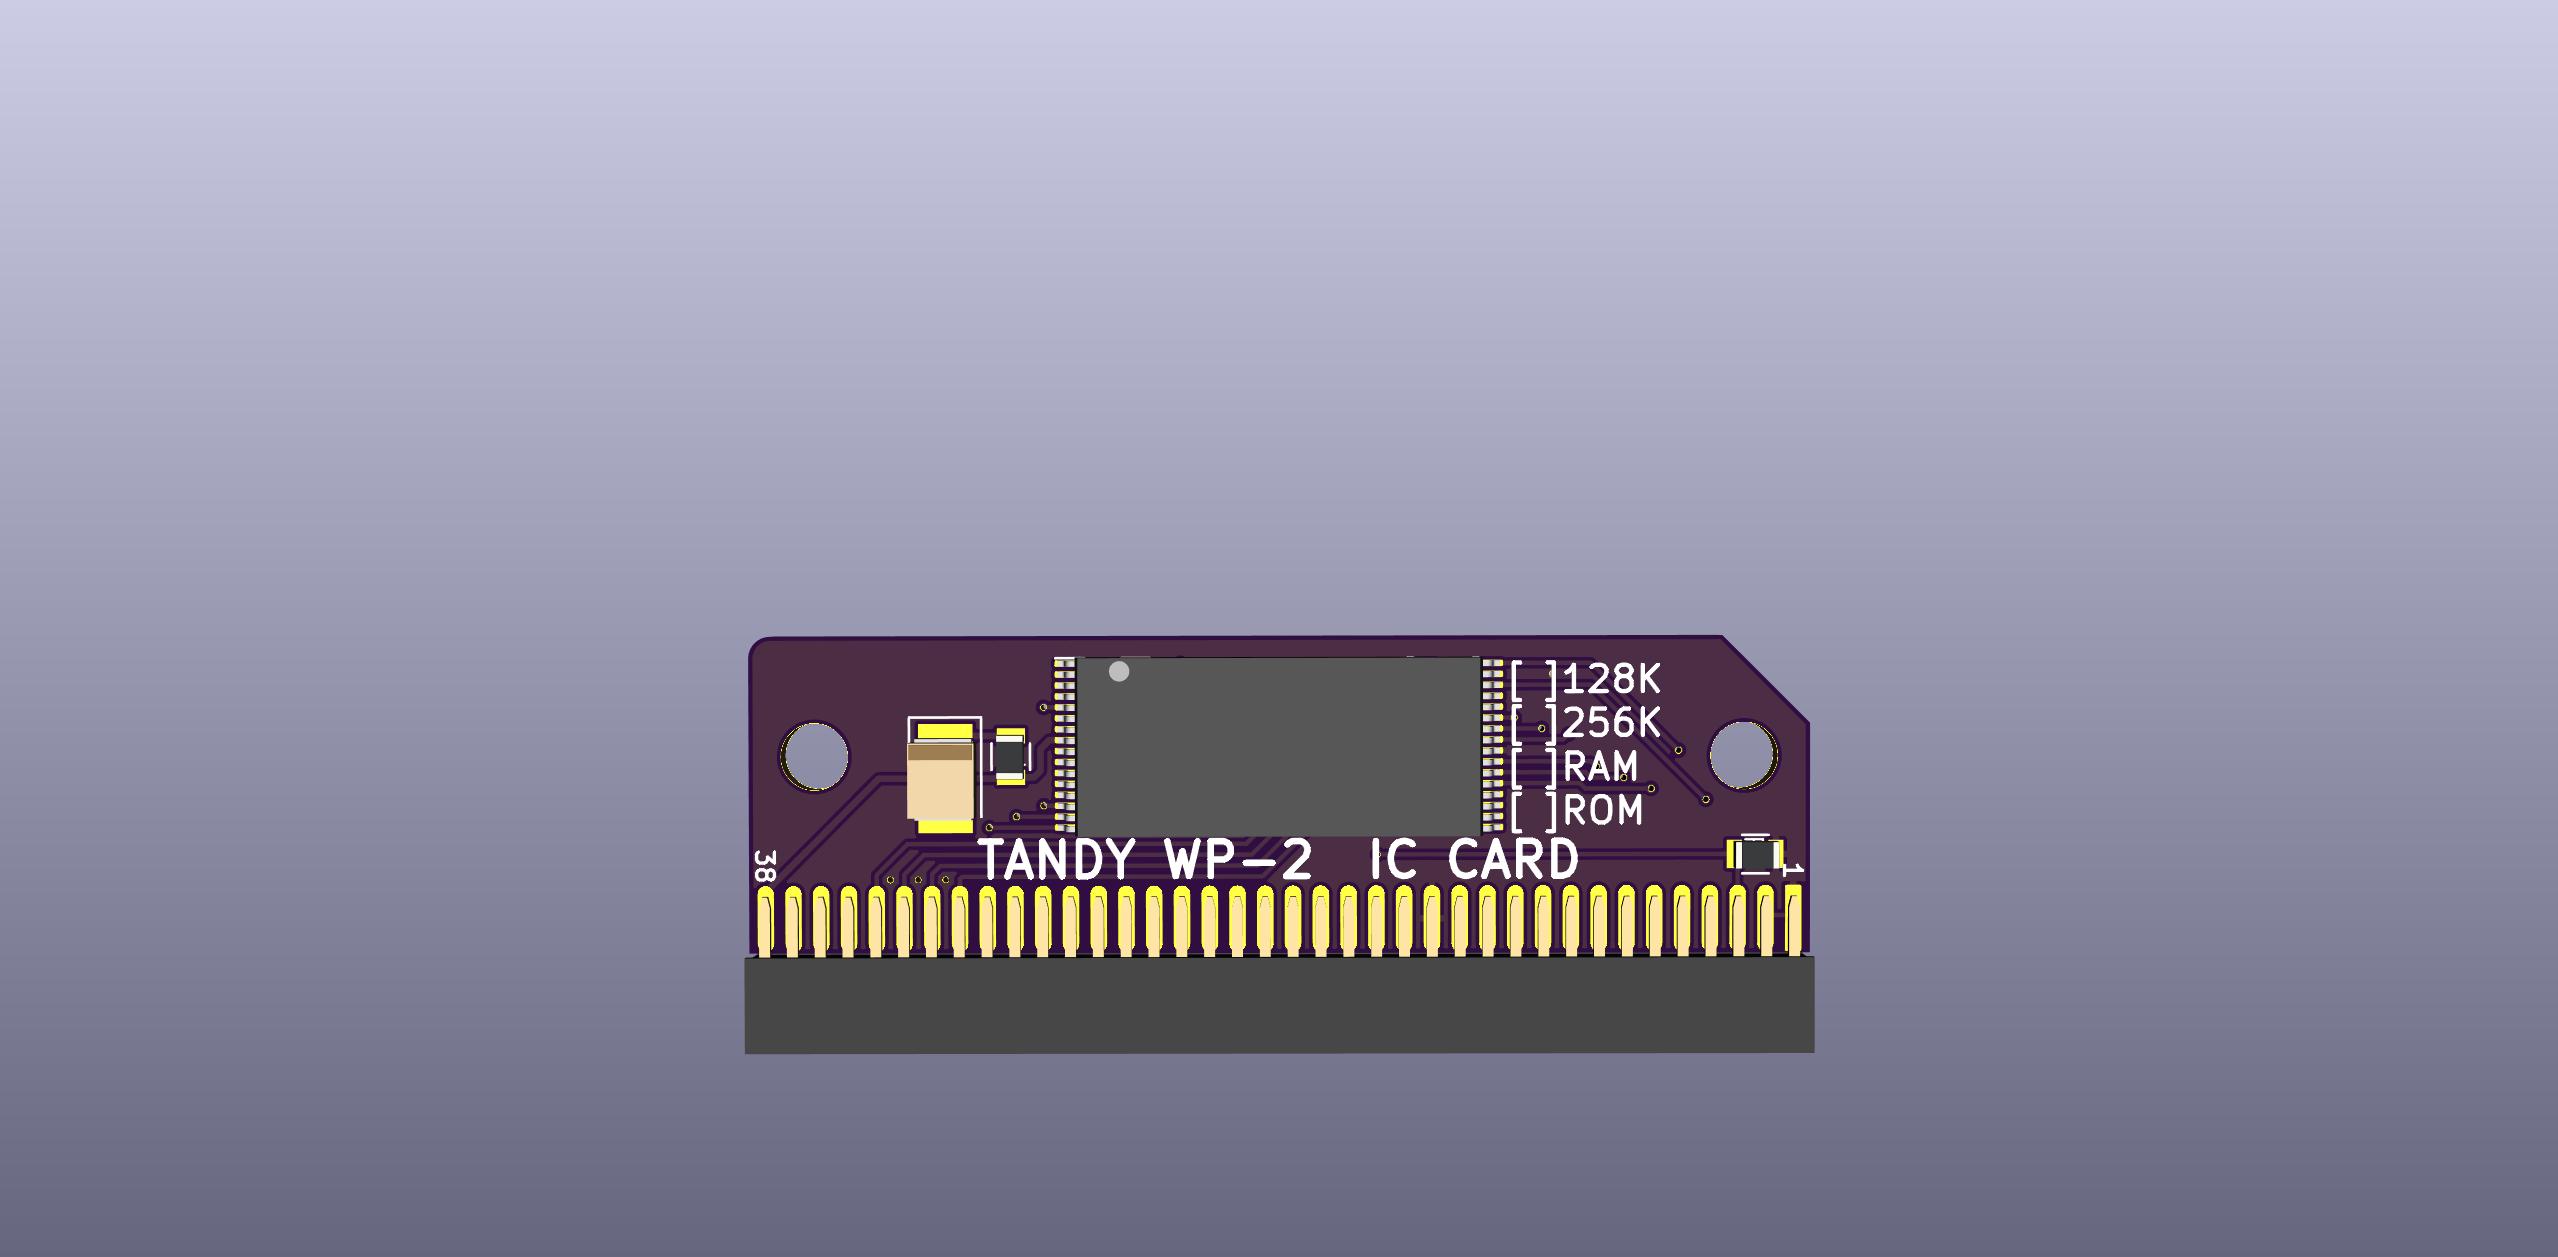 [ ]128K
[ ]256K
[ ]RAM
[ ]ROM
TANDY WP-2 IC CARD
38
1